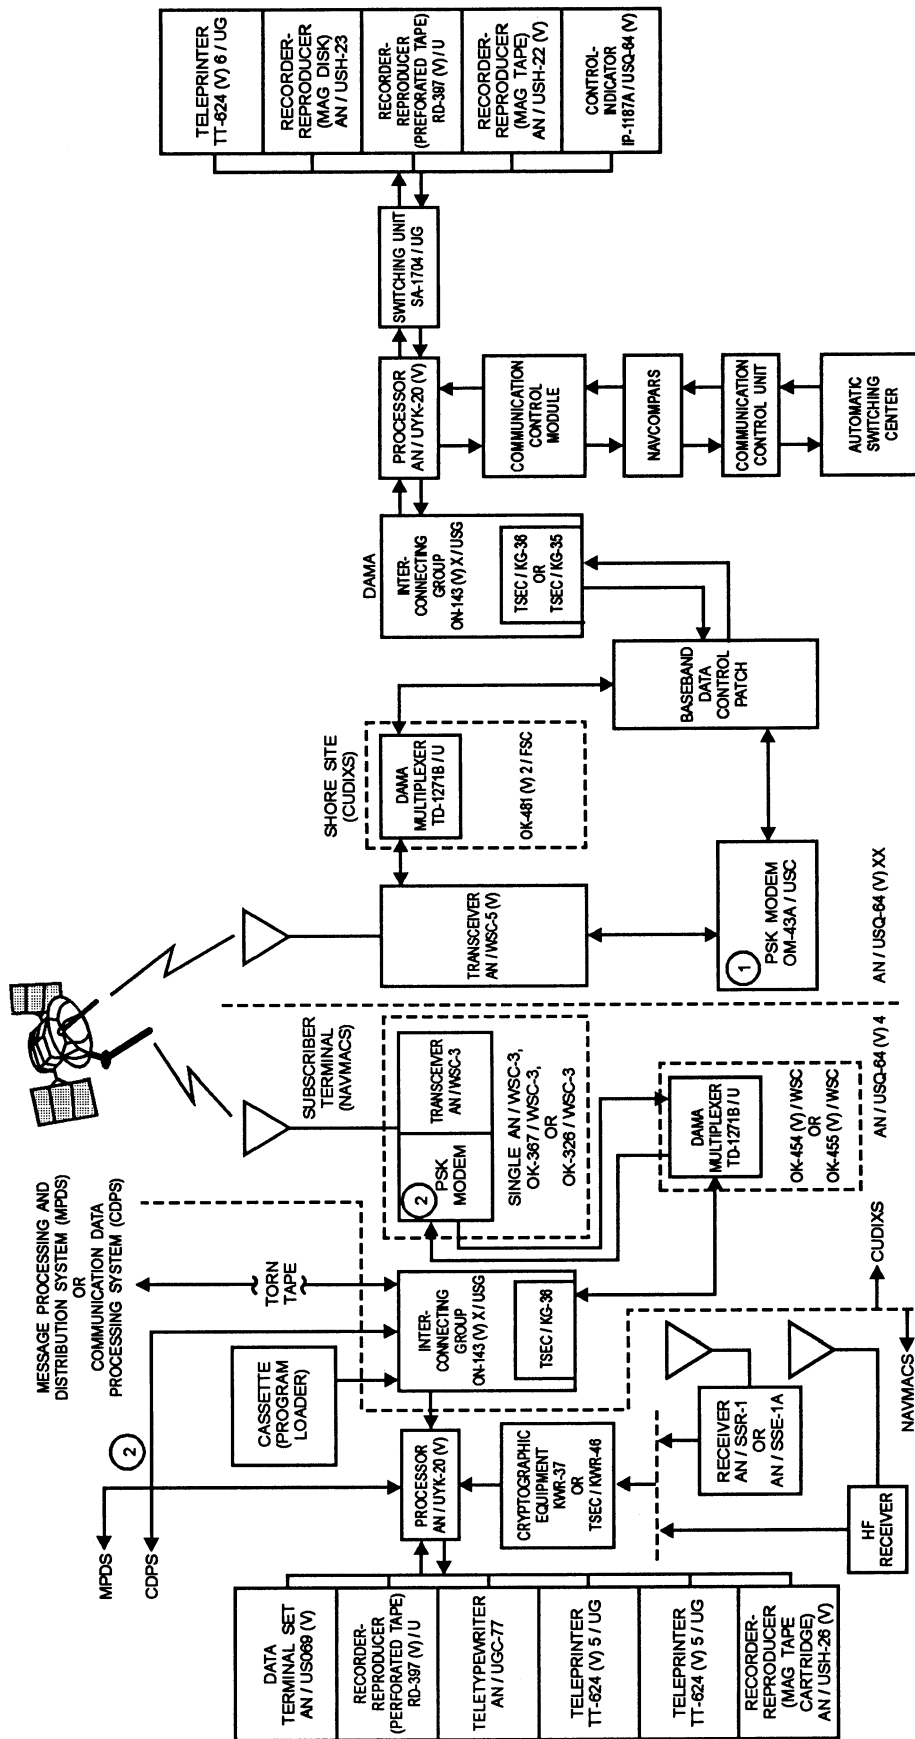 MESSAGE PROCESSING AND
DISTRIBUTION SYSTEM (MPDS)
OR
COMMUNICATION DATA
PROCESSING SYSTEM (CDPS)
MPDS
CDPS
2
TORN
TAPE
DATA
TERMINAL SET
AN / US069 (V)
RECORDER-
REPRODUCER
(PERFORATED TAPE)
RD-397 (V) / U
TELETYPEWRITER
AN / UGC-77
TELEPRINTER
TT-624 (V) 5 / UG
TELEPRINTER
TT-624 (V) 5 / UG
RECORDER-
REPRODUCER
(MAG TAPE
CARTRIDGE)
AN / USH-26 (V)
CASSETTE
(PROGRAM
LOADER)
PROCESSOR
AN / UYK-20 (V)
CRYPTOGRAPHIC
EQUIPMENT
KWR-37
OR
TSEC / KWR-46
HF
RECEIVER
RECEIVER
AN / SSR-1
OR
AN / SSE-1A
INTER-
CONNECTING
GROUP
ON-143 (V) X / USG
TSEC / KG-36
NAVMACS
CUDIXS
SUBSCRIBER
TERMINAL
(NAVMACS)
2
PSK
MODEM
TRANSCEIVER
AN / WSC-3
SINGLE AN / WSC-3,
OK-367 / WSC-3,
OR
OK-326 / WSC-3
DAMA
MULTIPLEXER
TD-1271B / U
OK-454 (V) / WSC
OR
OK-455 (V) / WSC
AN / USQ-64 (V) 4
AN / USQ-64 (V) XX
TRANSCEIVER
AN / WSC-5 (V)
1
PSK MODEM
OM-43A / USC
SHORE SITE
(CUDIXS)
DAMA
MULTIPLEXER
TD-1271B / U
OK-481 (V) 2 / FSC
BASEBAND
DATA
CONTROL
PATCH
DAMA
INTER-
CONNECTING
GROUP
ON-143 (V) X / USG
TSEC / KG-36
OR
TSEC / KG-35
PROCESSOR
AN / UYK-20 (V)
COMMUNICATION
CONTROL
MODULE
NAVCOMPARS
COMMUNICATION
CONTROL UNIT
AUTOMATIC
SWITCHING
CENTER
SWITCHING UNIT
SA-1704 / UG
TELEPRINTER
TT-624 (V) 6 / UG
RECORDER-
REPRODUCER
(MAG DISK)
AN / USH-23
RECORDER-
REPRODUCER
(PREFORATED TAPE)
RD-397 (V) / U
RECORDER-
REPRODUCER
(MAG TAPE)
AN / USH-22 (V)
CONTROL-
INDICATOR
IP-1187A / USQ-64 (V)